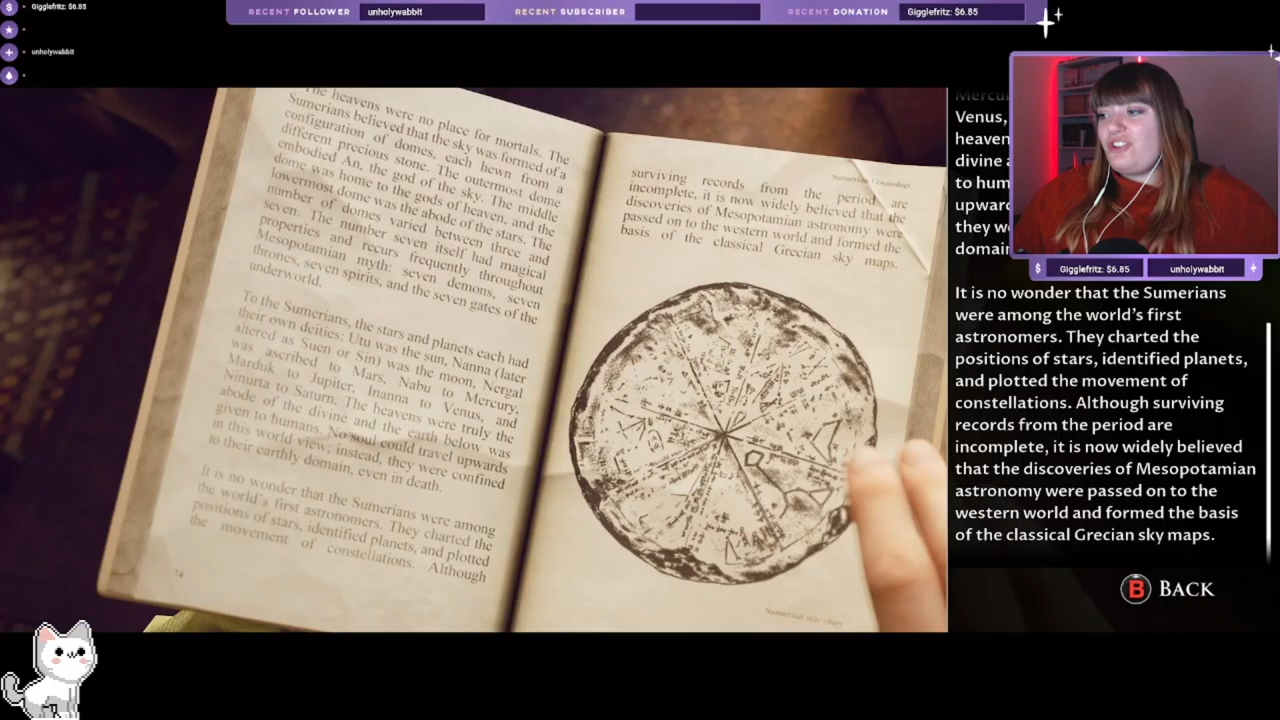 Gigglefritz: $6.85
unholywabbit
RECENT FOLLOWER
unholywabbit
RECENT SUBSCRIBER
RECENT DONATION
Gigglefritz: $6.85
The heavens were no place for mortals. The
Sumerians believed that the sky was formed of a
configuration of domes, each hewn from a
different precious stone. The outermost dome
embodied An, the god of the sky. The middle
dome was home to the gods of heaven, and the
lowermost dome was the abode of the stars. The
number of domes varied between three and
seven. The number seven itself had magical
properties and recurs frequently throughout
Mesopotamian myth: seven demons, seven
thrones, seven spirits, and the seven gates of the
underworld.
To the Sumerians, the stars and planets each had
their own deities: Utu was the sun, Nanna (later
altered as Suen or Sin) was the moon, Nergal
was ascribed to Mars, Nabu to Mercury,
Marduk to Jupiter, Inanna to Venus, and
Ninurta to Saturn. The heavens were truly the
abode of the divine and the earth below was
given to humans. No soul could travel upwards
in this world view; instead, they were confined
to their earthly domain, even in death.
It is no wonder that the Sumerians were among
the world's first astronomers. They charted the
positions of stars, identified planets, and plotted
the movement of constellations. Although
74
Sumerian Cosmology
surviving records from the period are
incomplete, it is now widely believed that the
discoveries of Mesopotamian astronomy were
passed on to the western world and formed the
basis of the classical Grecian sky maps.
Sumerian star chart
Venus,
heaven
divine a
to hum
upward
they we
domain
Gigglefritz: $6.85
unholywabbit
It is no wonder that the Sumerians
were among the world's first
astronomers. They charted the
positions of stars, identified planets,
and plotted the movement of
constellations. Although surviving
records from the period are
incomplete, it is now widely believed
that the discoveries of Mesopotamian
astronomy were passed on to the
western world and formed the basis
of the classical Grecian sky maps.
B BACK